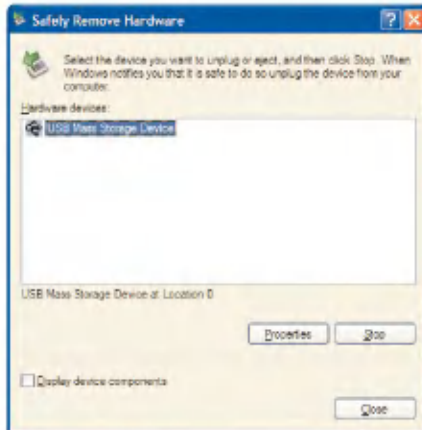 Safely Remove Hardware
Select the device you want to unplug or eject, and then click Stop. When
Windows notifies you that it is safe to do so unplug the device from your
computer.
Hardware devices:
USB Mass Storage Device
USB Mass Storage Device at Location 0
Properties
Stop
Display device components
Close